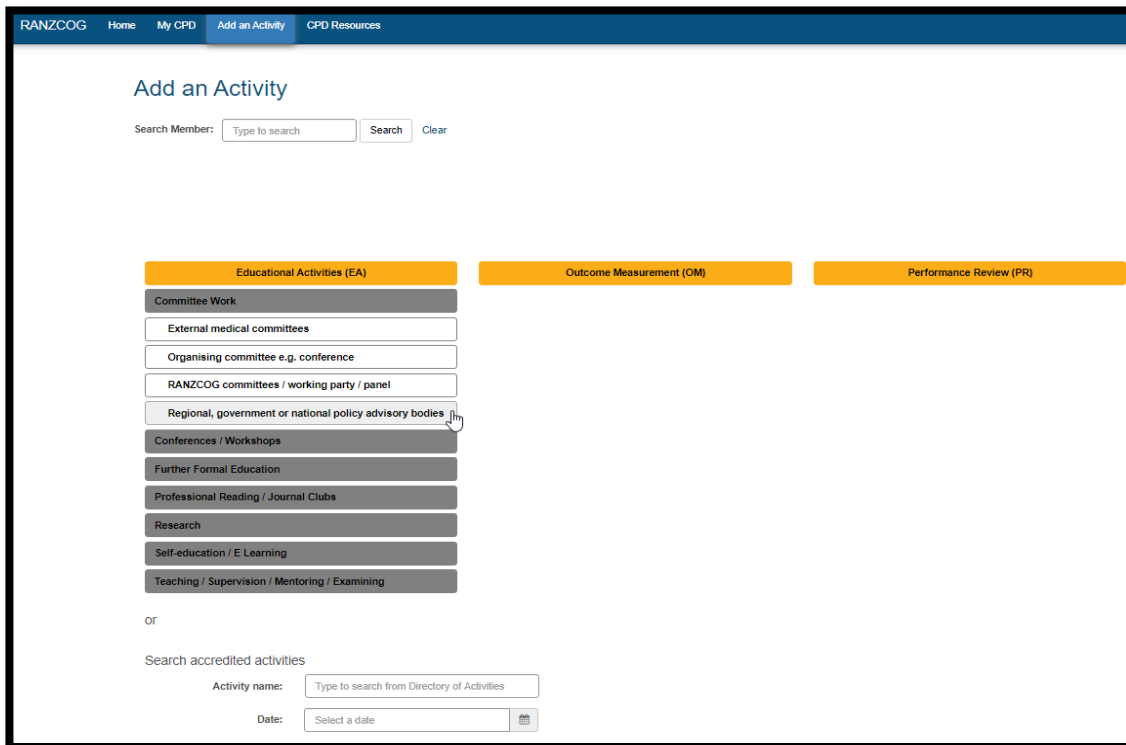 RANZCOG Home My CPD Add an Activity CPD Resources
Add an Activity
Search Member: Type to search Search Clear
Educational Activities (EA) Outcome Measurement (OM) Performance Review (PR)
Committee Work
External medical committees
Organising committee e.g. conference
RANZCOG committees / working party / panel
Regional, government or national policy advisory bodies
Conferences / Workshops
Further Formal Education
Professional Reading / Journal Clubs
Research
Self-education / E Learning
Teaching / Supervision / Mentoring / Examining
or
Search accredited activities
Activity name: Type to search from Directory of Activities
Date: Select a date